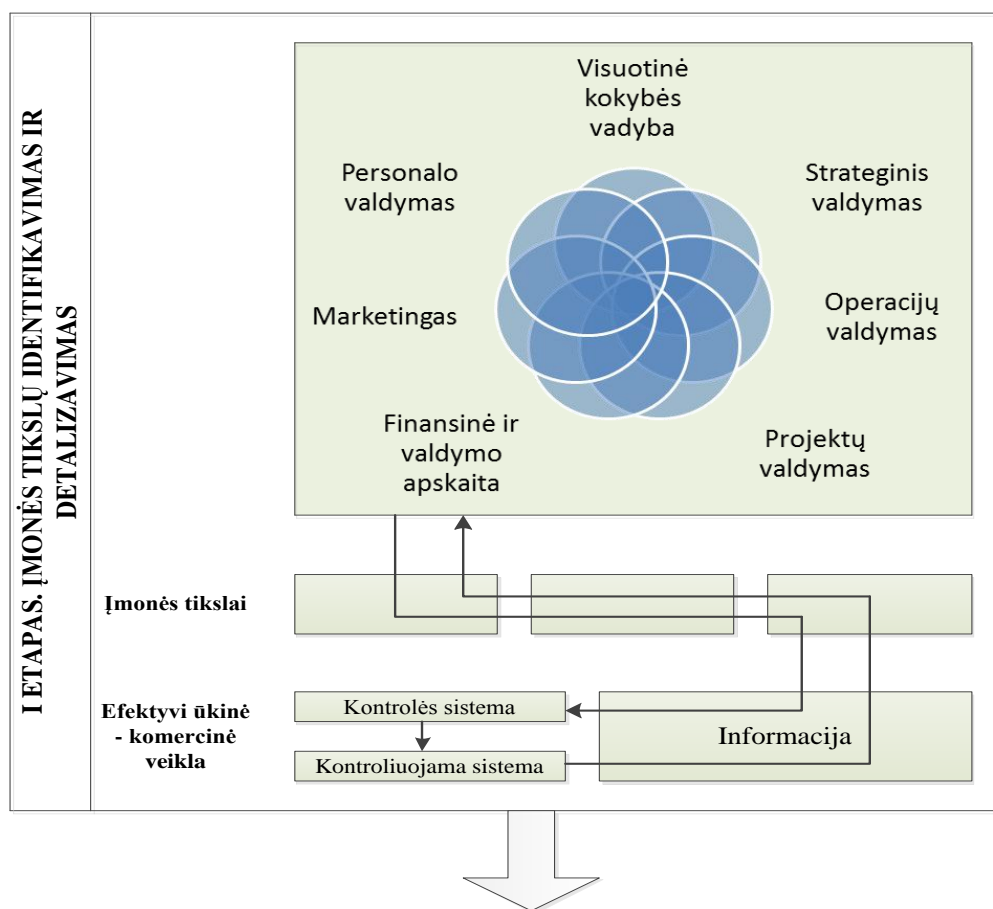 I ETAPAS. ĮMONĖS TIKSLŲ IDENTIFIKAVIMAS IR
DETALIZAVIMAS
Visuotinė
kokybės
vadyba
Personalo
valdymas
Strateginis
valdymas
Marketingas
Operacijų
valdymas
Finansinė ir
valdymo
apskaita
Projektų
valdymas
Įmonės tikslai
Efektyvi ūkinė
- komercinė
veikla
Kontrolės sistema
Kontroliuojama sistema
Informacija